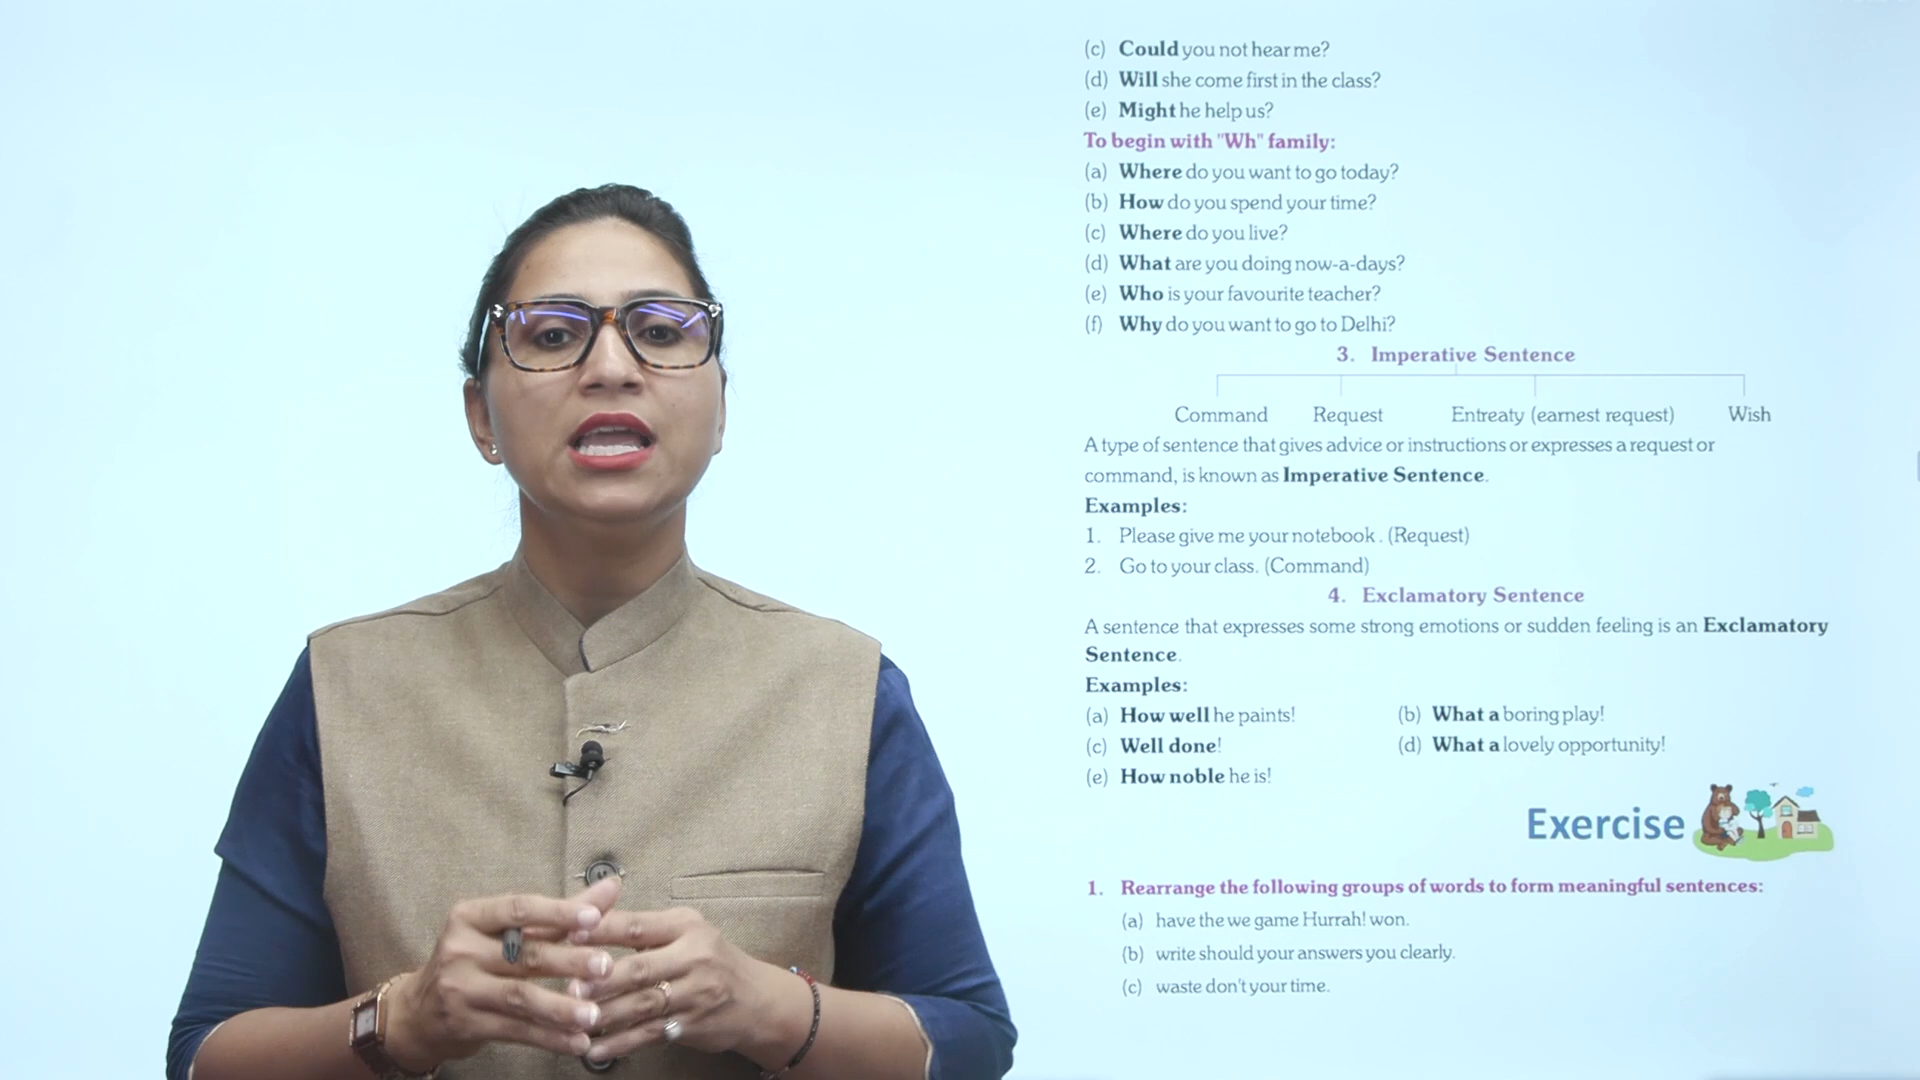 (c) Could you not hear me?
(d) Will she come first in the class?
(e) Might he help us?
To begin with "Wh" family:
(a) Where do you want to go today?
(b) How do you spend your time?
(c) Where do you live?
(d) What are you doing now-a-days?
(e) Who is your favourite teacher?
(f) Why do you want to go to Delhi?
3. Imperative Sentence
Command Request Entreaty (earnest request) Wish
A type of sentence that gives advice or instructions or expresses a request or
command, is known as Imperative Sentence.
Examples:
1. Please give me your notebook. (Request)
2. Go to your class. (Command)
4. Exclamatory Sentence
A sentence that expresses some strong emotions or sudden feeling is an Exclamatory
Sentence.
Examples:
(a) How well he paints! (b) What a boring play!
(c) Well done! (d) What a lovely opportunity!
(e) How noble he is!
Exercise
1. Rearrange the following groups of words to form meaningful sentences:
(a) have the we game Hurrah! won.
(b) write should your answers you clearly.
(c) waste don't your time.